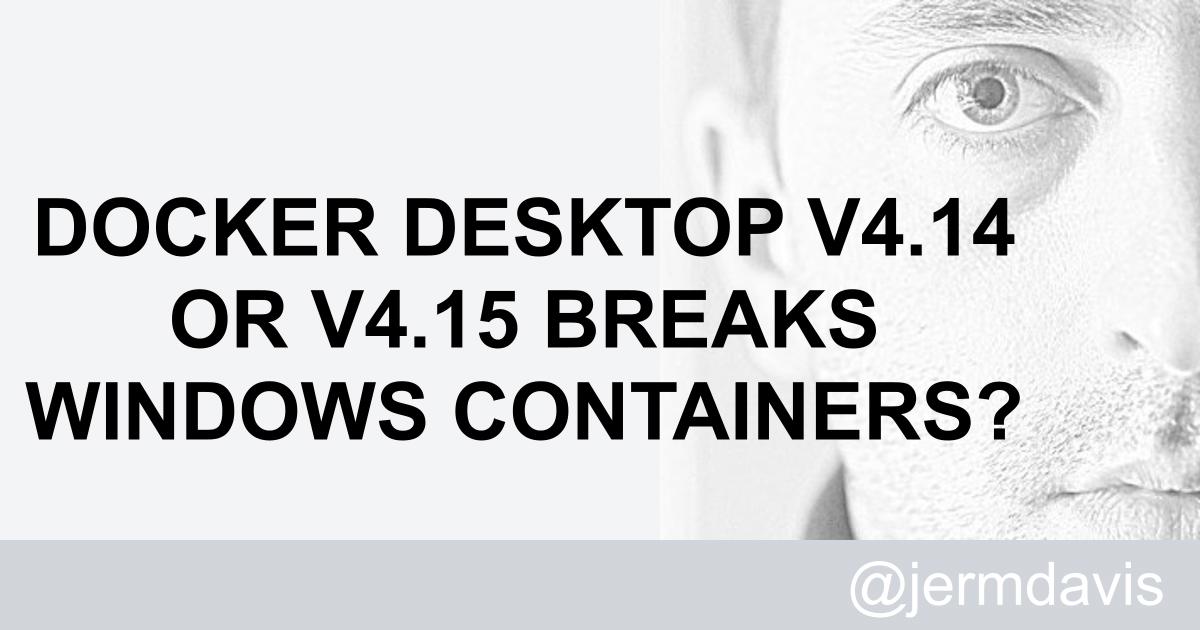 DOCKER DESKTOP V4.14
OR V4.15 BREAKS
WINDOWS CONTAINERS?
@jermdavis